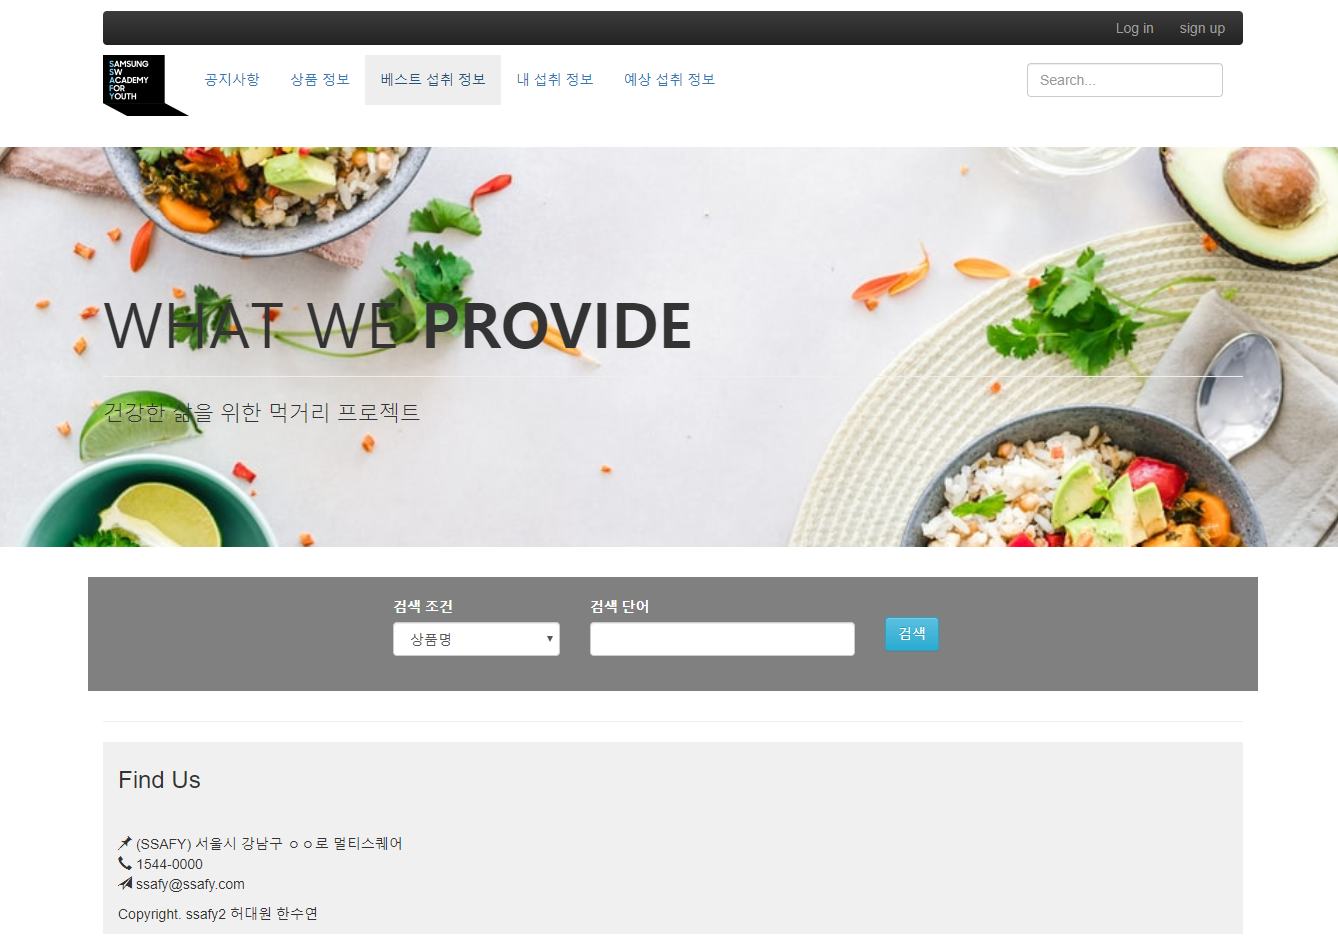 Log in sign up
SAMSUNG
SW
ACADEMY
FOR
YOUTH
공지사항 상품 정보 베스트 섭취 정보 내 섭취 정보 예상 섭취 정보 Search...
WHAT WE PROVIDE
건강한 삶을 위한 먹거리 프로젝트
검색 조건 검색 단어
상품명 검색
Find Us
(SSAFY) 서울시 강남구 ㅇㅇ로 멀티스퀘어
1544-0000
ssafy@ssafy.com
Copyright. ssafy2 허대원 한수연